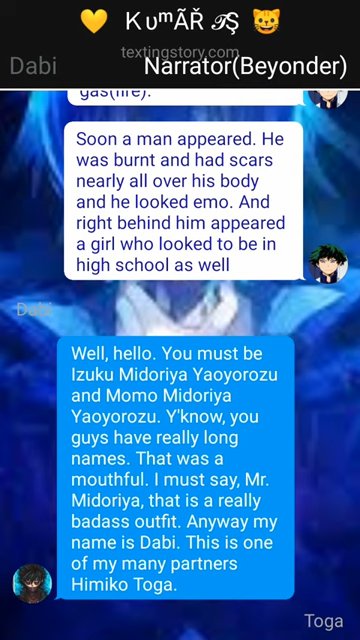 💛 Kυᵐ ÃŘ 𝒯Ş 😺
textingstory.com
Dabi
Narrator(Beyonder)
gas(fire).
Soon a man appeared. He
was burnt and had scars
nearly all over his body
and he looked emo. And
right behind him appeared
a girl who looked to be in
high school as well
Dabi
Well, hello. You must be
Izuku Midoriya Yaoyorozu
and Momo Midoriya
Yaoyorozu. Y'know, you
guys have really long
names. That was a
mouthful. I must say, Mr.
Midoriya, that is a really
badass outfit. Anyway my
name is Dabi. This is one
of my many partners
Himiko Toga.
Toga